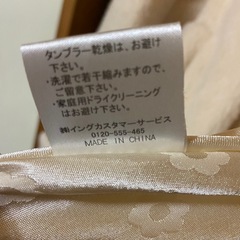 タンブラー乾燥は、お避け
下さい。
・洗濯で若干縮みますので、
ご留意下さい。
・家庭用ドライクリーニング
はお避け下さい。
㈱イングカスタマーサービス
0120-555-465
MADE IN CHINA